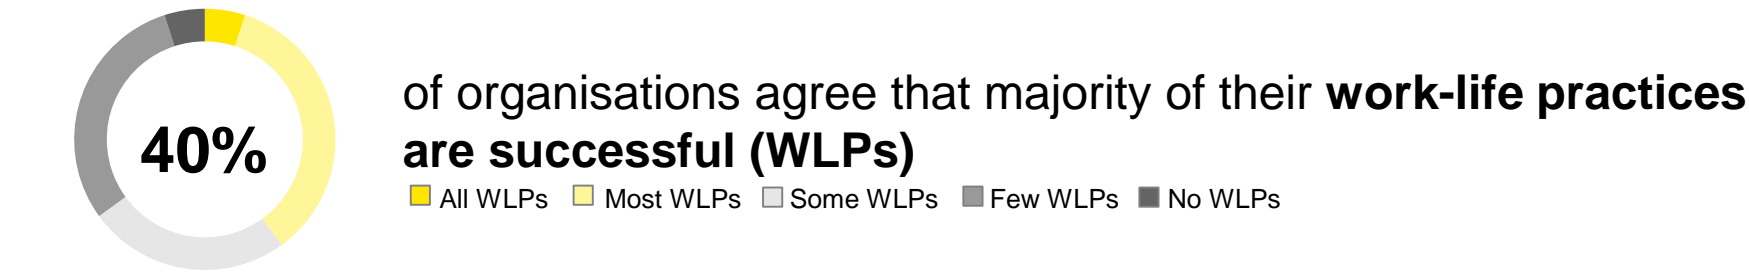 40%
of organisations agree that majority of their work-life practices
are successful (WLPs)
All WLPs Most WLPs Some WLPs Few WLPs No WLPs